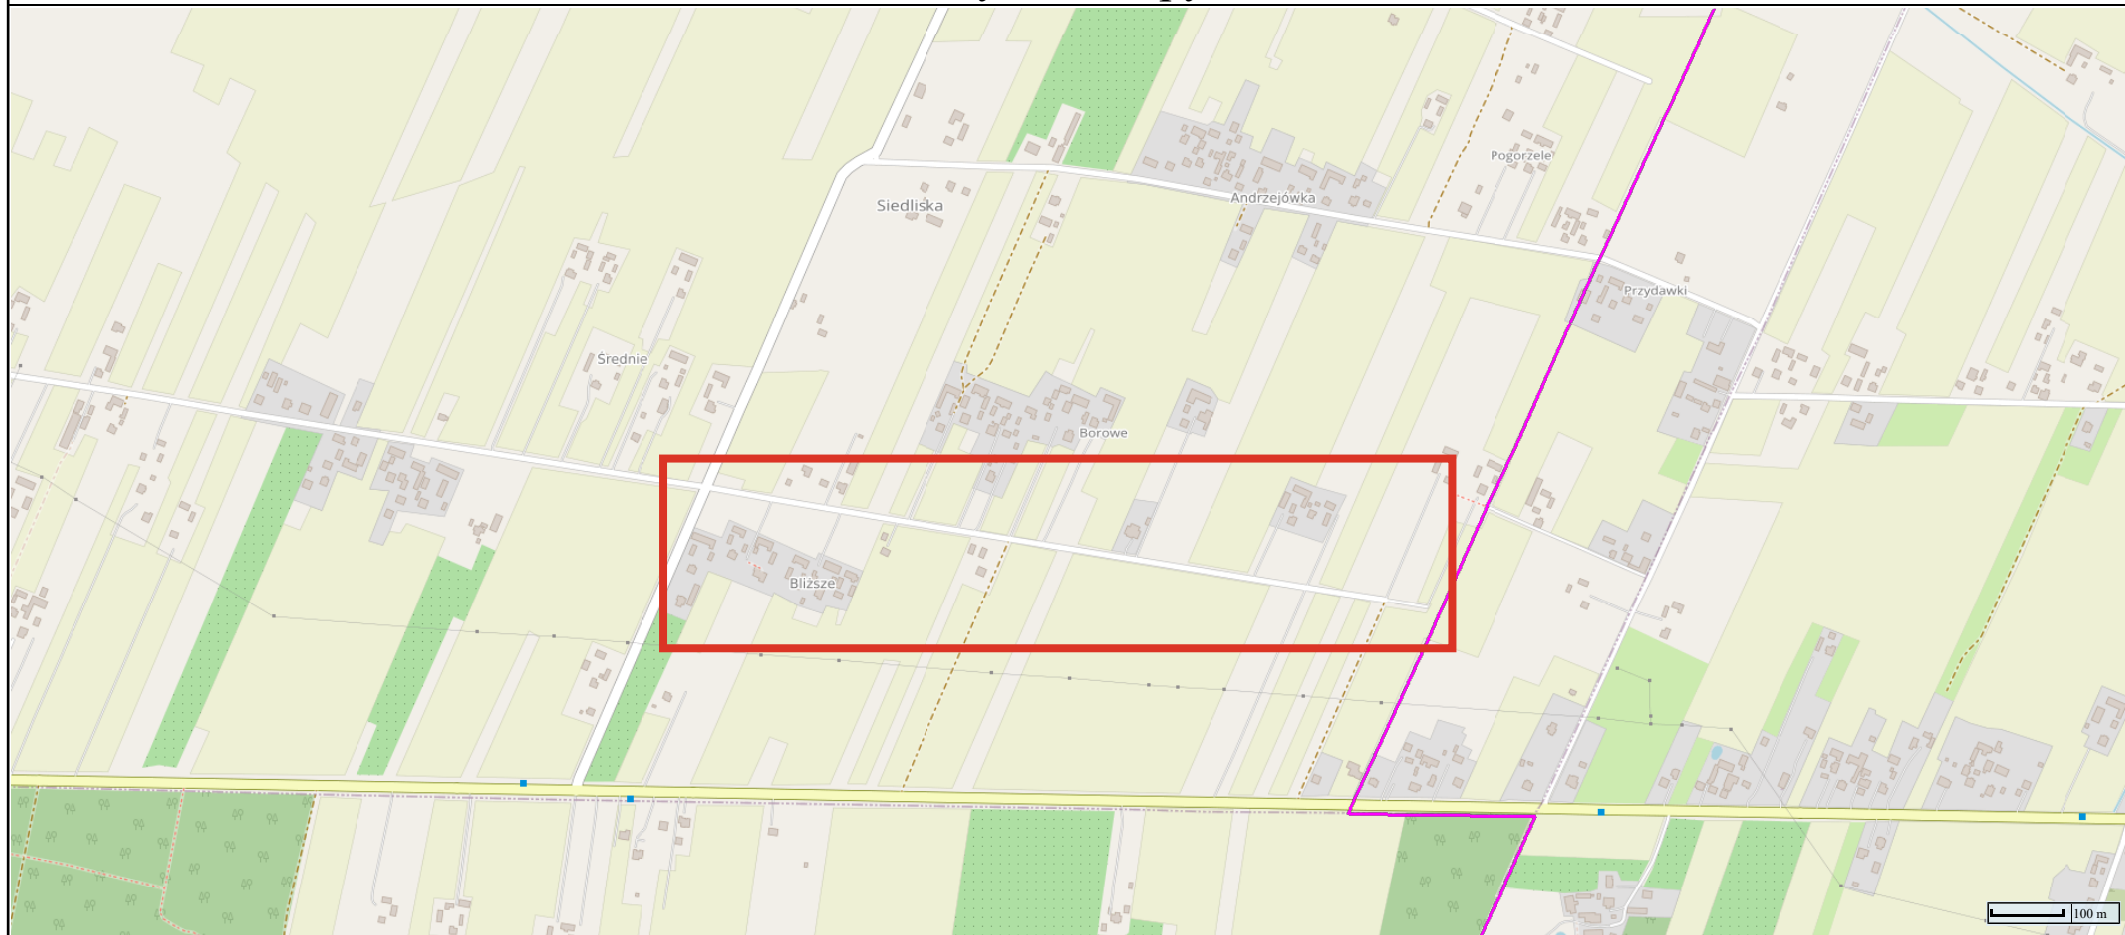 Pogorzele
Andrzejówka
Siedliska
Przydawki
Średnie
Borowe
Bliższe
100 m